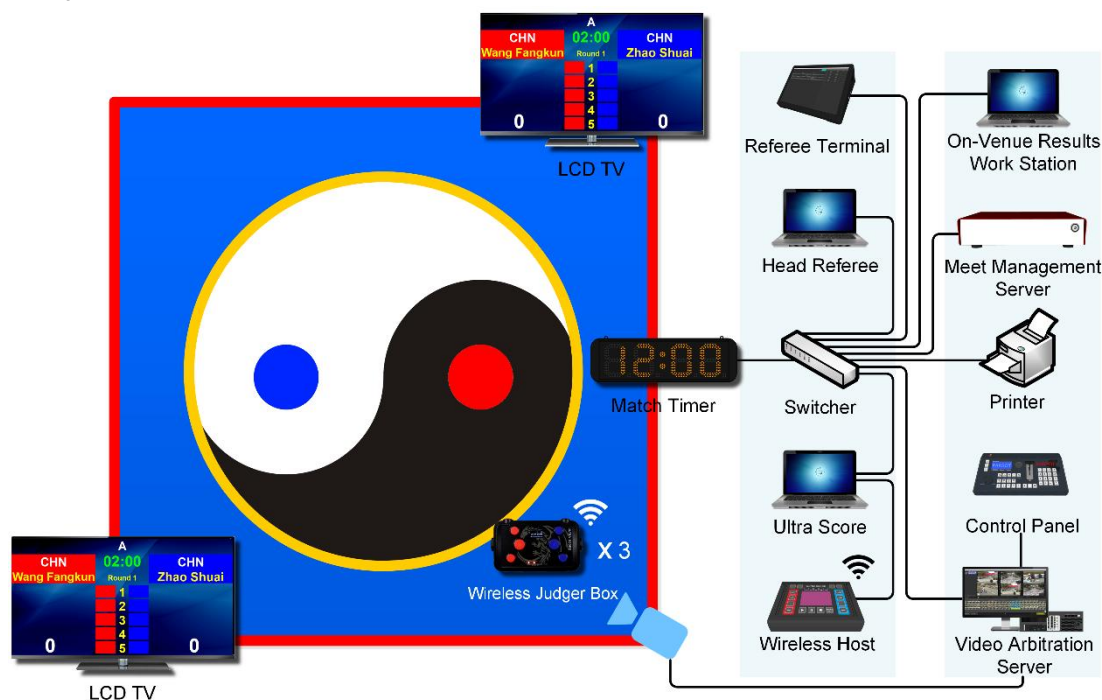 A
CHN
02:00
CHN
Wang Fangkun
Round 1
Zhao Shuai
1
2
3
4
0
5
0
LCD TV
Referee Terminal
On-Venue Results
Work Station
Head Referee
Meet Management
Server
12:00
Match Timer
Switcher
Printer
Ultra Score
Control Panel
X 3
Wireless Judger Box
Wireless Host
Video Arbitration
Server
A
CHN
02:00
CHN
Wang Fangkun
Round 1
Zhao Shuai
1
2
3
4
0
5
0
LCD TV